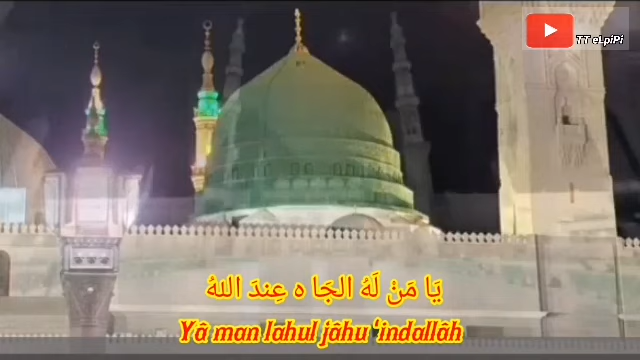 TT eLpiPi
يَا مَنْ لَهُ الجَا ه عِندَ اللهُ
Yâ man lahul jâhu 'indallâh